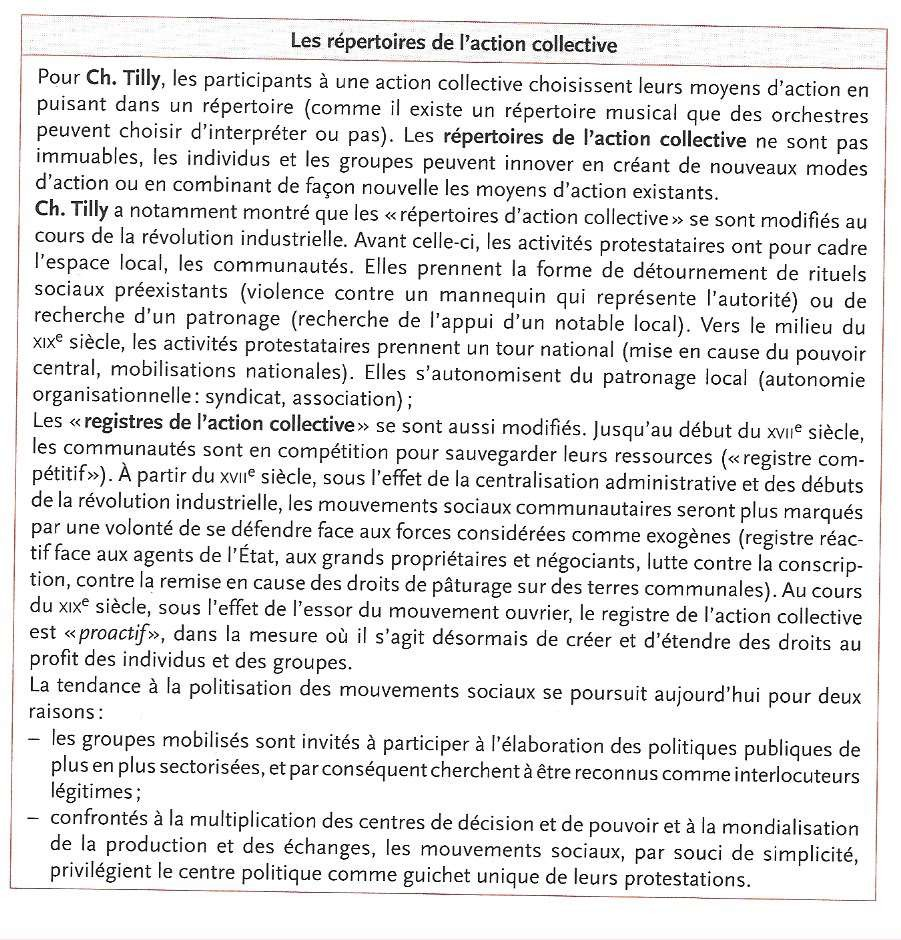 Les répertoires de l'action collective
Pour Ch. Tilly, les participants à une action collective choisissent leurs moyens d'action en
puisant dans un répertoire (comme il existe un répertoire musical que des orchestres
peuvent choisir d'interpréter ou pas). Les répertoires de l'action collective ne sont pas
immuables, les individus et les groupes peuvent innover en créant de nouveaux modes
d'action ou en combinant de façon nouvelle les moyens d'action existants.
Ch. Tilly a notamment montré que les «répertoires d'action collective» se sont modifiés au
cours de la révolution industrielle. Avant celle-ci, les activités protestataires ont pour cadre
l'espace local, les communautés. Elles prennent la forme de détournement de rituels
sociaux préexistants (violence contre un mannequin qui représente l'autorité) ou de
recherche d'un patronage (recherche de l'appui d'un notable local). Vers le milieu du
XIXe siècle, les activités protestataires prennent un tour national (mise en cause du pouvoir
central, mobilisations nationales). Elles s'autonomisent du patronage local (autonomie
organisationnelle: syndicat, association);
Les «registres de l'action collective» se sont aussi modifiés. Jusqu'au début du XVIIe siècle,
les communautés sont en compétition pour sauvegarder leurs ressources («registre com-
pétitif»). À partir du XVIIe siècle, sous l'effet de la centralisation administrative et des débuts
de la révolution industrielle, les mouvements sociaux communautaires seront plus marqués
par une volonté de se défendre face aux forces considérées comme exogènes (registre réac-
tif face aux agents de l'État, aux grands propriétaires et négociants, lutte contre la conscrip-
tion, contre la remise en cause des droits de pâturage sur des terres communales). Au cours
du XIXe siècle, sous l'effet de l'essor du mouvement ouvrier, le registre de l'action collective
est «proactif», dans la mesure où il s'agit désormais de créer et d'étendre des droits au
profit des individus et des groupes.
La tendance à la politisation des mouvements sociaux se poursuit aujourd'hui pour deux
raisons:
– les groupes mobilisés sont invités à participer à l'élaboration des politiques publiques de
plus en plus sectorisées, et par conséquent cherchent à être reconnus comme interlocuteurs
légitimes;
– confrontés à la multiplication des centres de décision et de pouvoir et à la mondialisation
de la production et des échanges, les mouvements sociaux, par souci de simplicité,
privilégient le centre politique comme guichet unique de leurs protestations.